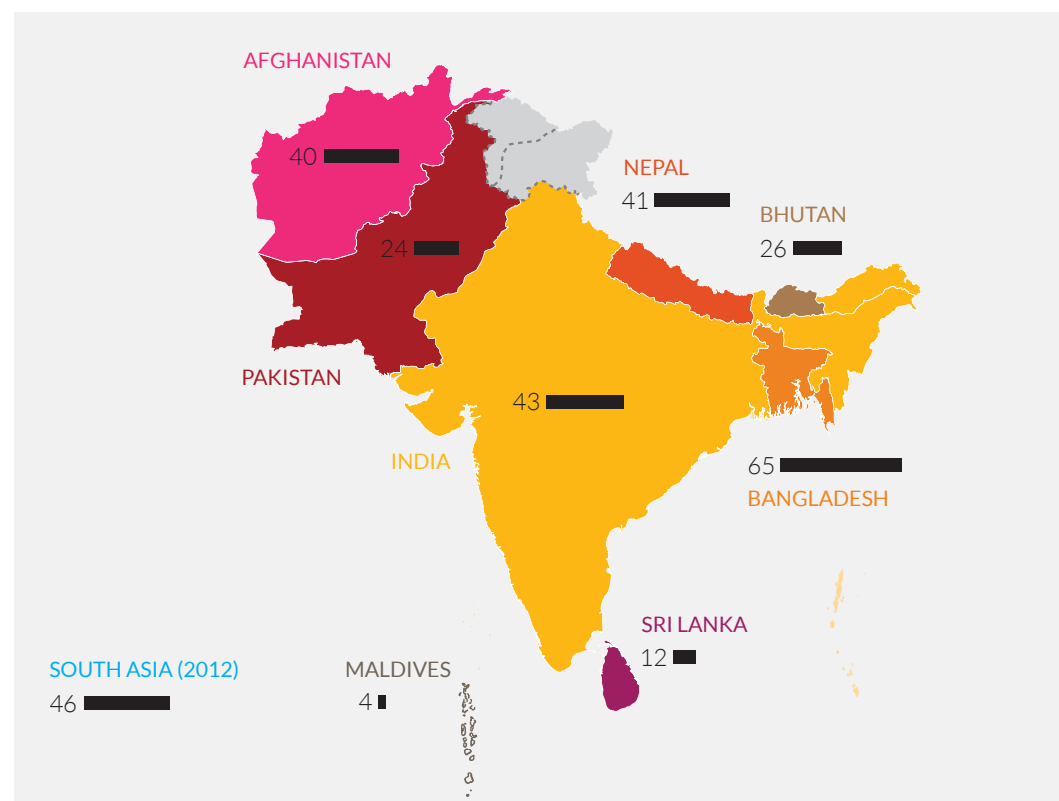 AFGHANISTAN
40
NEPAL
41
BHUTAN
26
24
PAKISTAN
43
INDIA
65
BANGLADESH
SRI LANKA
12
SOUTH ASIA (2012)
46
MALDIVES
4